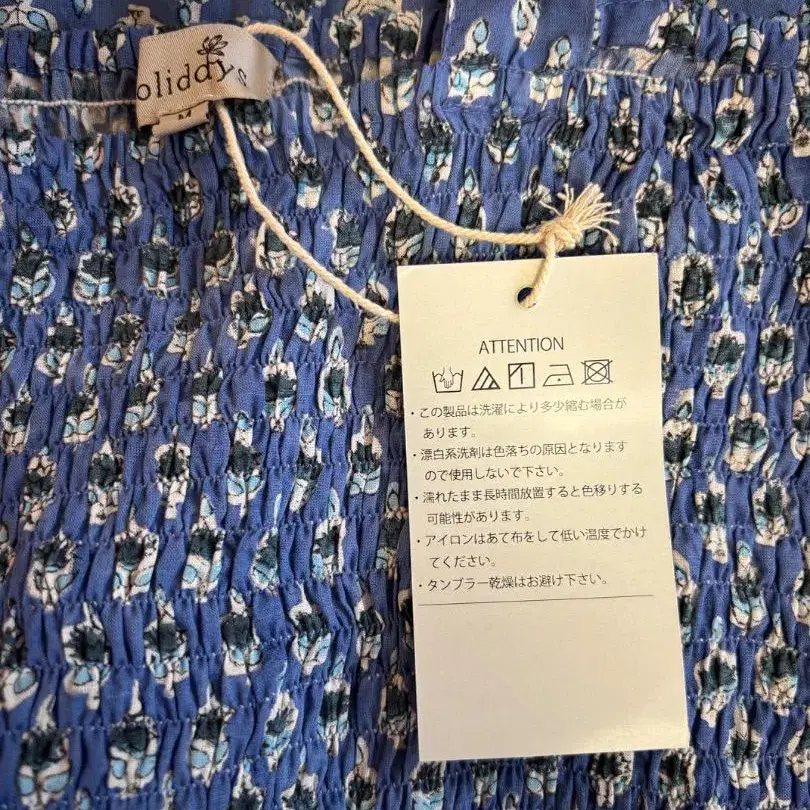 oliddys
M
ATTENTION
・この製品は洗濯により多少縮む場合が
あります。
・漂白系洗剤は色落ちの原因となります
ので使用しないで下さい。
・濡れたまま長時間放置すると色移りする
可能性があります。
・アイロンはあて布をして低い温度でかけ
てください。
・タンブラー乾燥はお避け下さい。